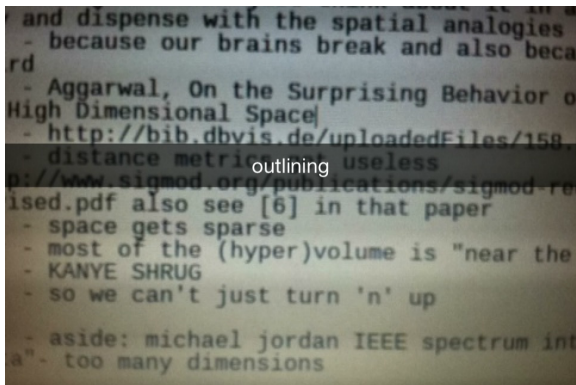 and dispense with the spatial analogies
- because our brains break and also beca
rd
- Aggarwal, On the Surprising Behavior o
High Dimensional Space
- http://bib.dbvis.de/uploadedFiles/158.
- distance metric useless
outlining
p://www.sigmod.org/publications/sigmod-re
ised.pdf also see [6] in that paper
- space gets sparse
- most of the (hyper)volume is "near the
- KANYE SHRUG
- so we can't just turn 'n' up
- aside: michael jordan IEEE spectrum int
a"- too many dimensions